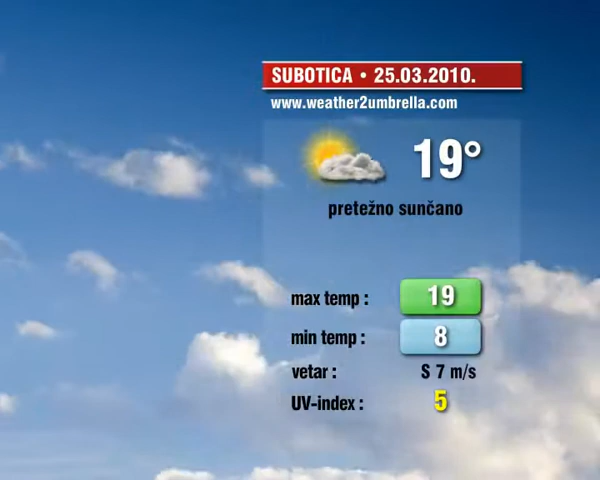 SUBOTICA • 25.03.2010.
www.weather2umbrella.com
19°
pretežno sunčano
max temp : 19
min temp : 8
vetar : S 7 m/s
UV-index : 5